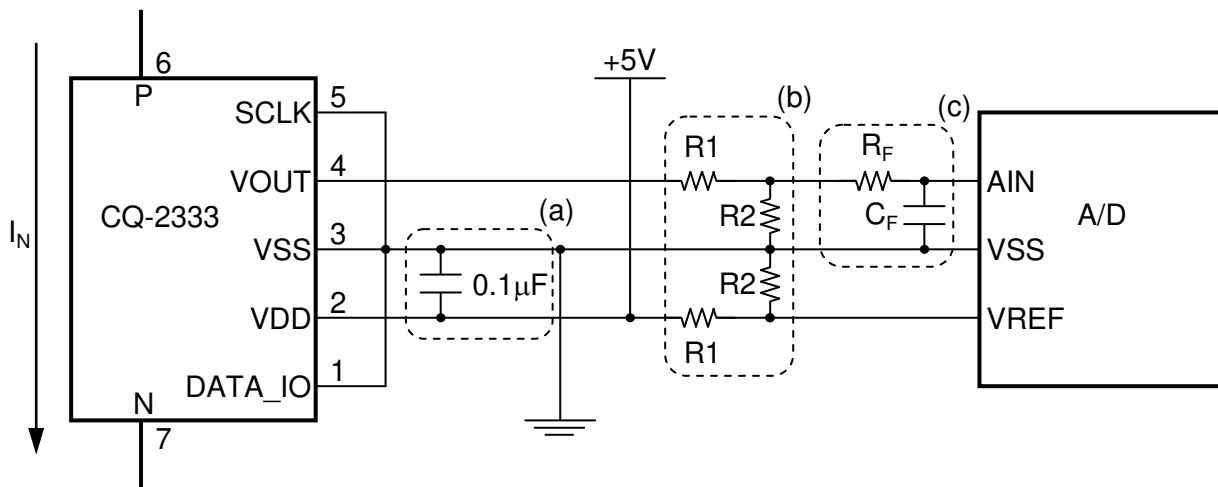 6
P
SCLK
5
+5V
(b)
(c)
R1
RF
VOUT
4
AIN
CQ-2333
(a)
R2
CF
A/D
IN
VSS
3
VSS
0.1μF
R2
VDD
2
VREF
R1
DATA_IO
1
N
7